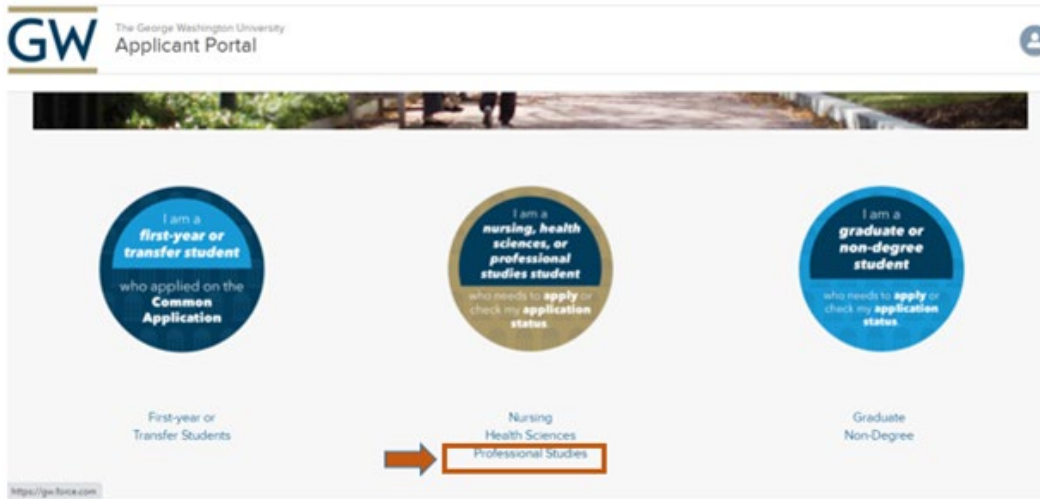 GW
The George Washington University
Applicant Portal
I am a
first-year or
transfer student
who applied on the
Common
Application
I am a
nursing, health
sciences, or
professional
studies student
who needs to apply or
check my application
status.
I am a
graduate or
non-degree
student
who needs to apply or
check my application
status.
First-year or
Transfer Students
Nursing
Health Sciences
Professional Studies
Graduate
Non-Degree
https://gw.force.com